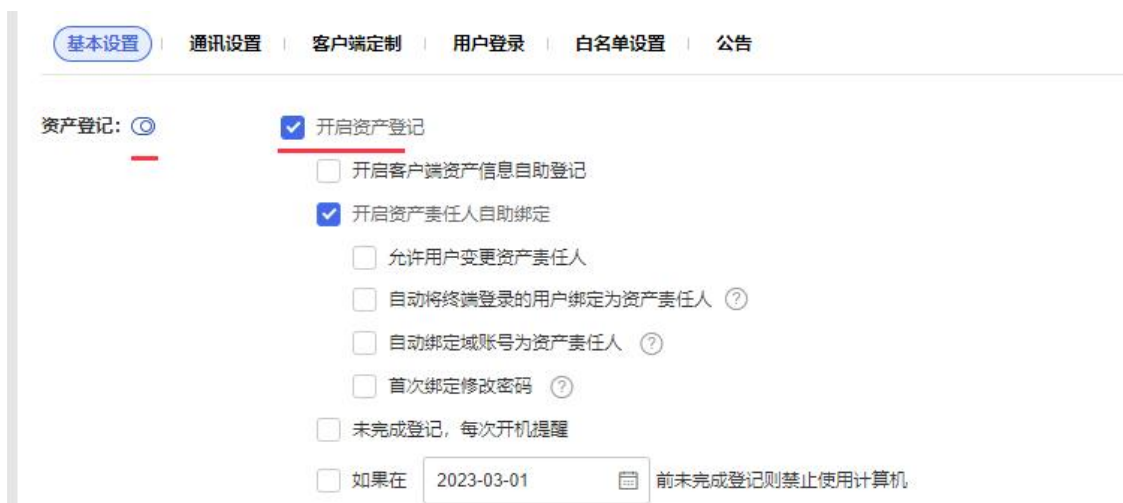 基本设置 通讯设置 客户端定制 用户登录 白名单设置 公告
资产登记： 开启资产登记
开启客户端资产信息自助登记
开启资产责任人自助绑定
允许用户变更资产责任人
自动将终端登录的用户绑定为资产责任人 ?
自动绑定域账号为资产责任人 ?
首次绑定修改密码 ?
未完成登记，每次开机提醒
如果在 2023-03-01 前未完成登记则禁止使用计算机